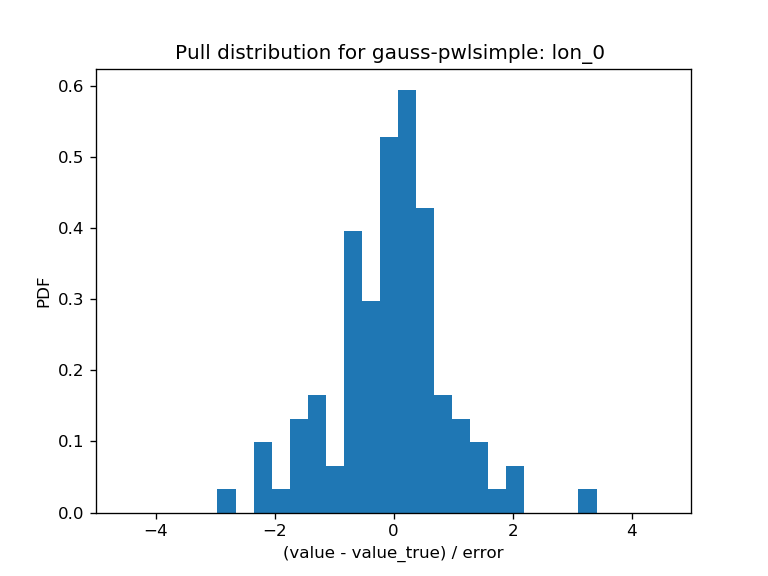 Pull distribution for gauss-pwlsimple: lon_0
PDF
0.6
0.5
0.4
0.3
0.2
0.1
0.0
−4 −2 0 2 4
(value - value_true) / error